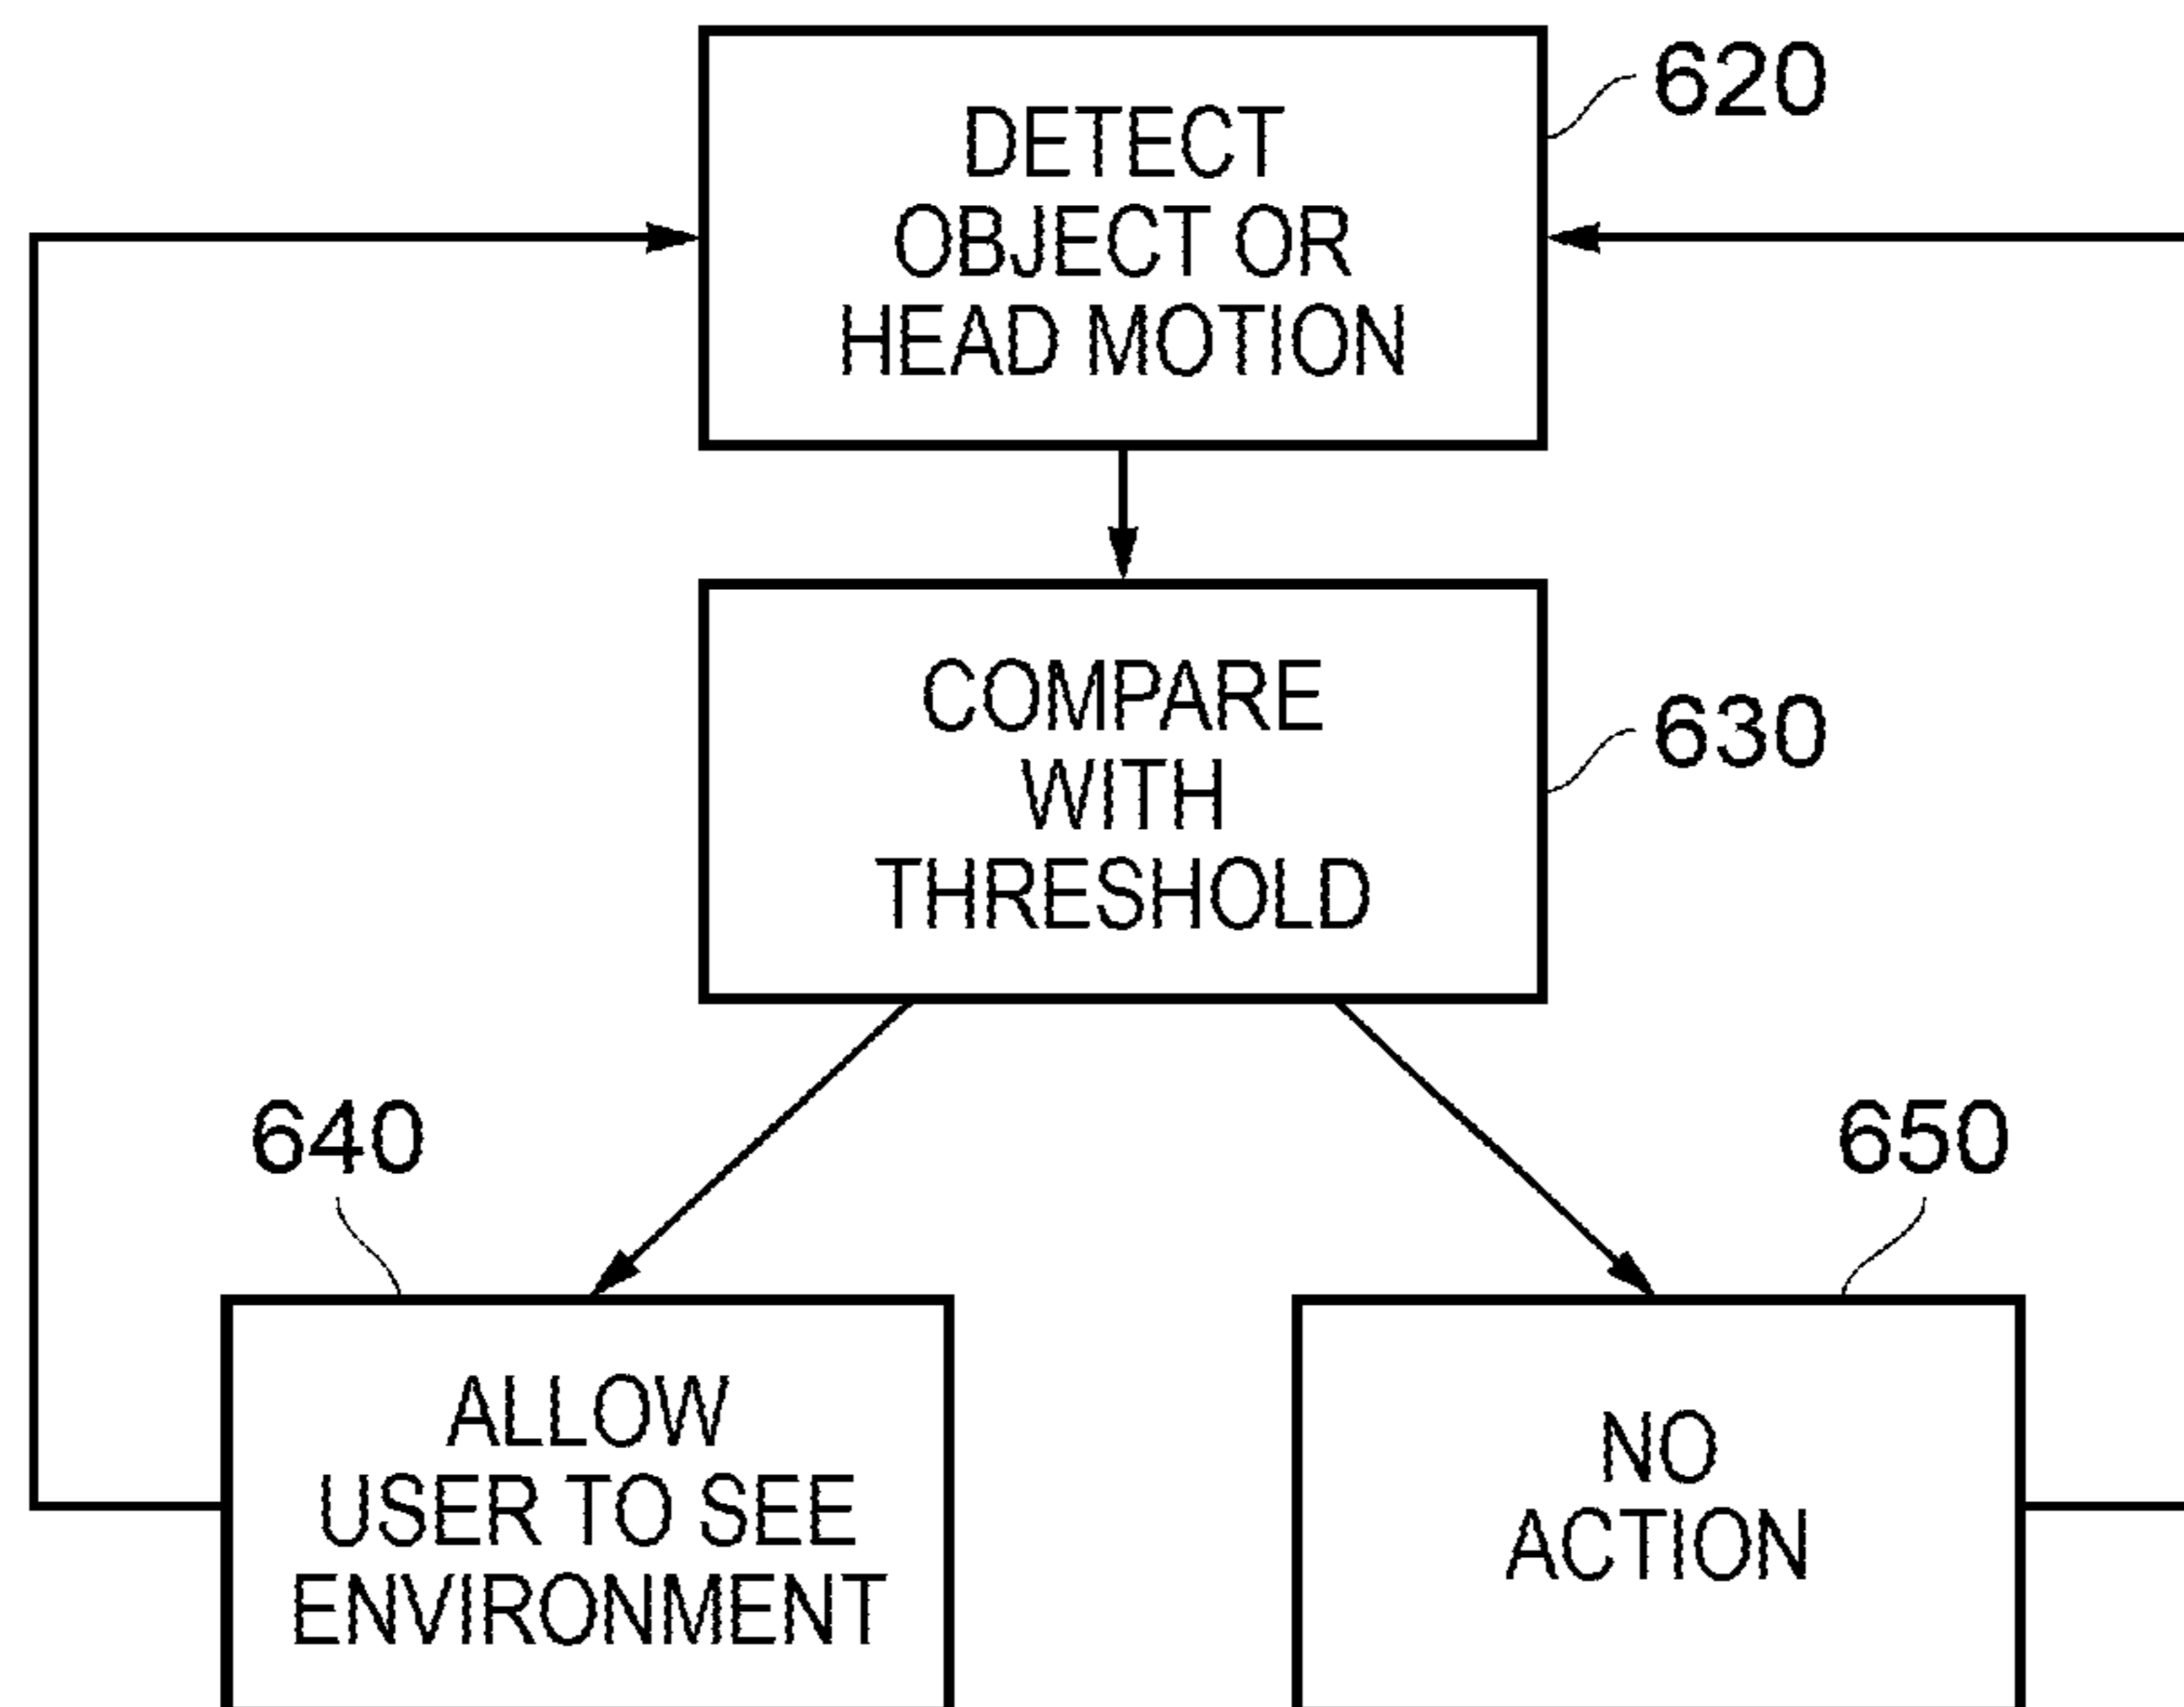 620
DETECT
OBJECT OR
HEAD MOTION
COMPARE
WITH
THRESHOLD
630
640
650
ALLOW
USER TO SEE
ENVIRONMENT
NO
ACTION